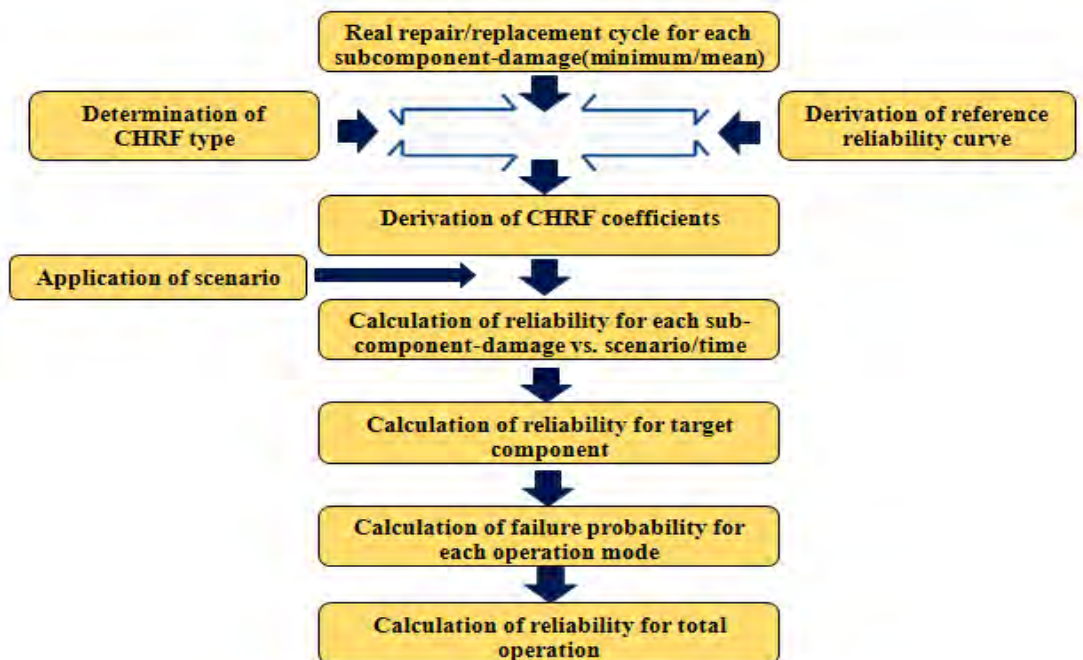 Real repair/replacement cycle for each
subcomponent-damage(minimum/mean)
Determination of
CHRF type
Derivation of reference
reliability curve
Derivation of CHRF coefficients
Application of scenario
Calculation of reliability for each sub-
component-damage vs. scenario/time
Calculation of reliability for target
component
Calculation of failure probability for
each operation mode
Calculation of reliability for total
operation